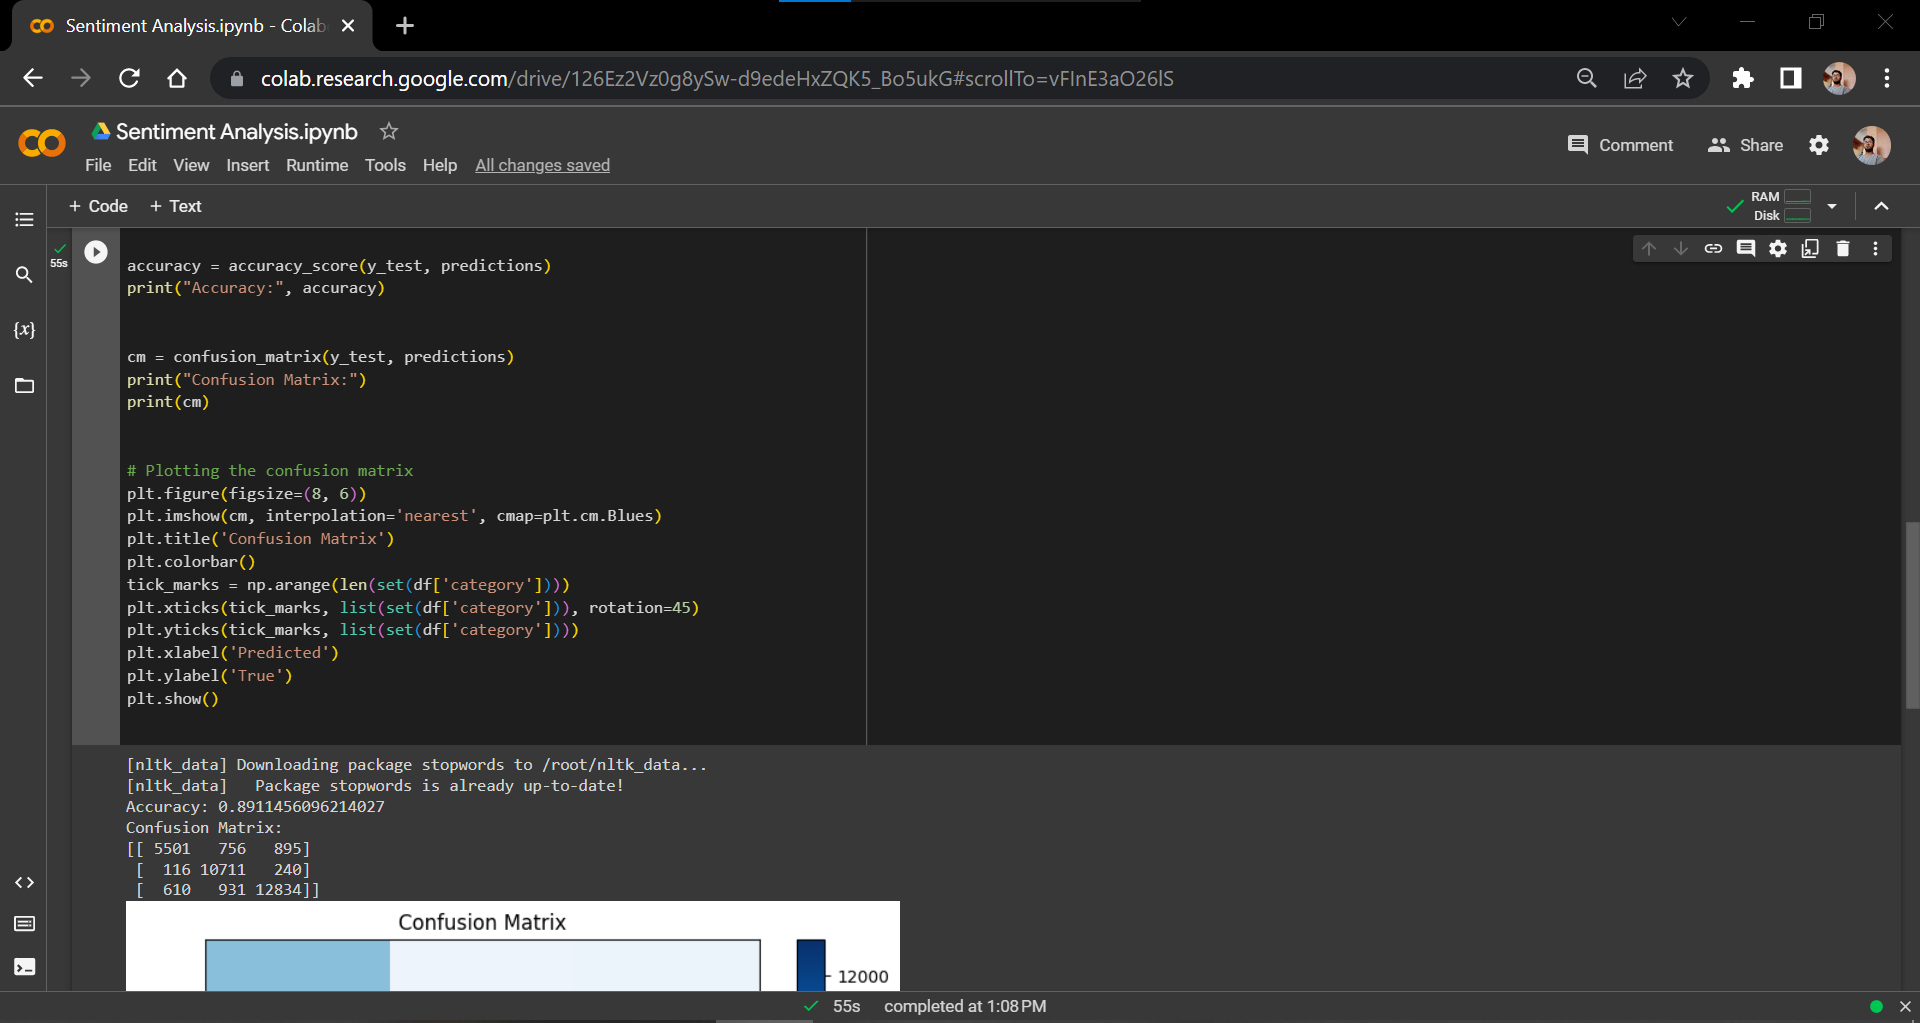 Sentiment Analysis.ipynb - Colab
colab.research.google.com/drive/126Ez2Vz0g8ySw-d9edeHxZQK5_Bo5ukG#scrollTo=vFInE3aO26lS
Sentiment Analysis.ipynb
Comment
Share
File Edit View Insert Runtime Tools Help All changes saved
+ Code + Text
RAM
Disk
55s
{x}
accuracy = accuracy_score(y_test, predictions)
print("Accuracy:", accuracy)
cm = confusion_matrix(y_test, predictions)
print("Confusion Matrix:")
print(cm)
# Plotting the confusion matrix
plt.figure(figsize=(8, 6))
plt.imshow(cm, interpolation='nearest', cmap=plt.cm.Blues)
plt.title('Confusion Matrix')
plt.colorbar()
tick_marks = np.arange(len(set(df['category'])))
plt.xticks(tick_marks, list(set(df['category'])), rotation=45)
plt.yticks(tick_marks, list(set(df['category'])))
plt.xlabel('Predicted')
plt.ylabel('True')
plt.show()
[nltk_data] Downloading package stopwords to /root/nltk_data...
[nltk_data]   Package stopwords is already up-to-date!
Accuracy: 0.8911456096214027
Confusion Matrix:
[[ 5501   756   895]
 [  116 10711   240]
 [  610   931 12834]]
Confusion Matrix
12000
55s completed at 1:08 PM